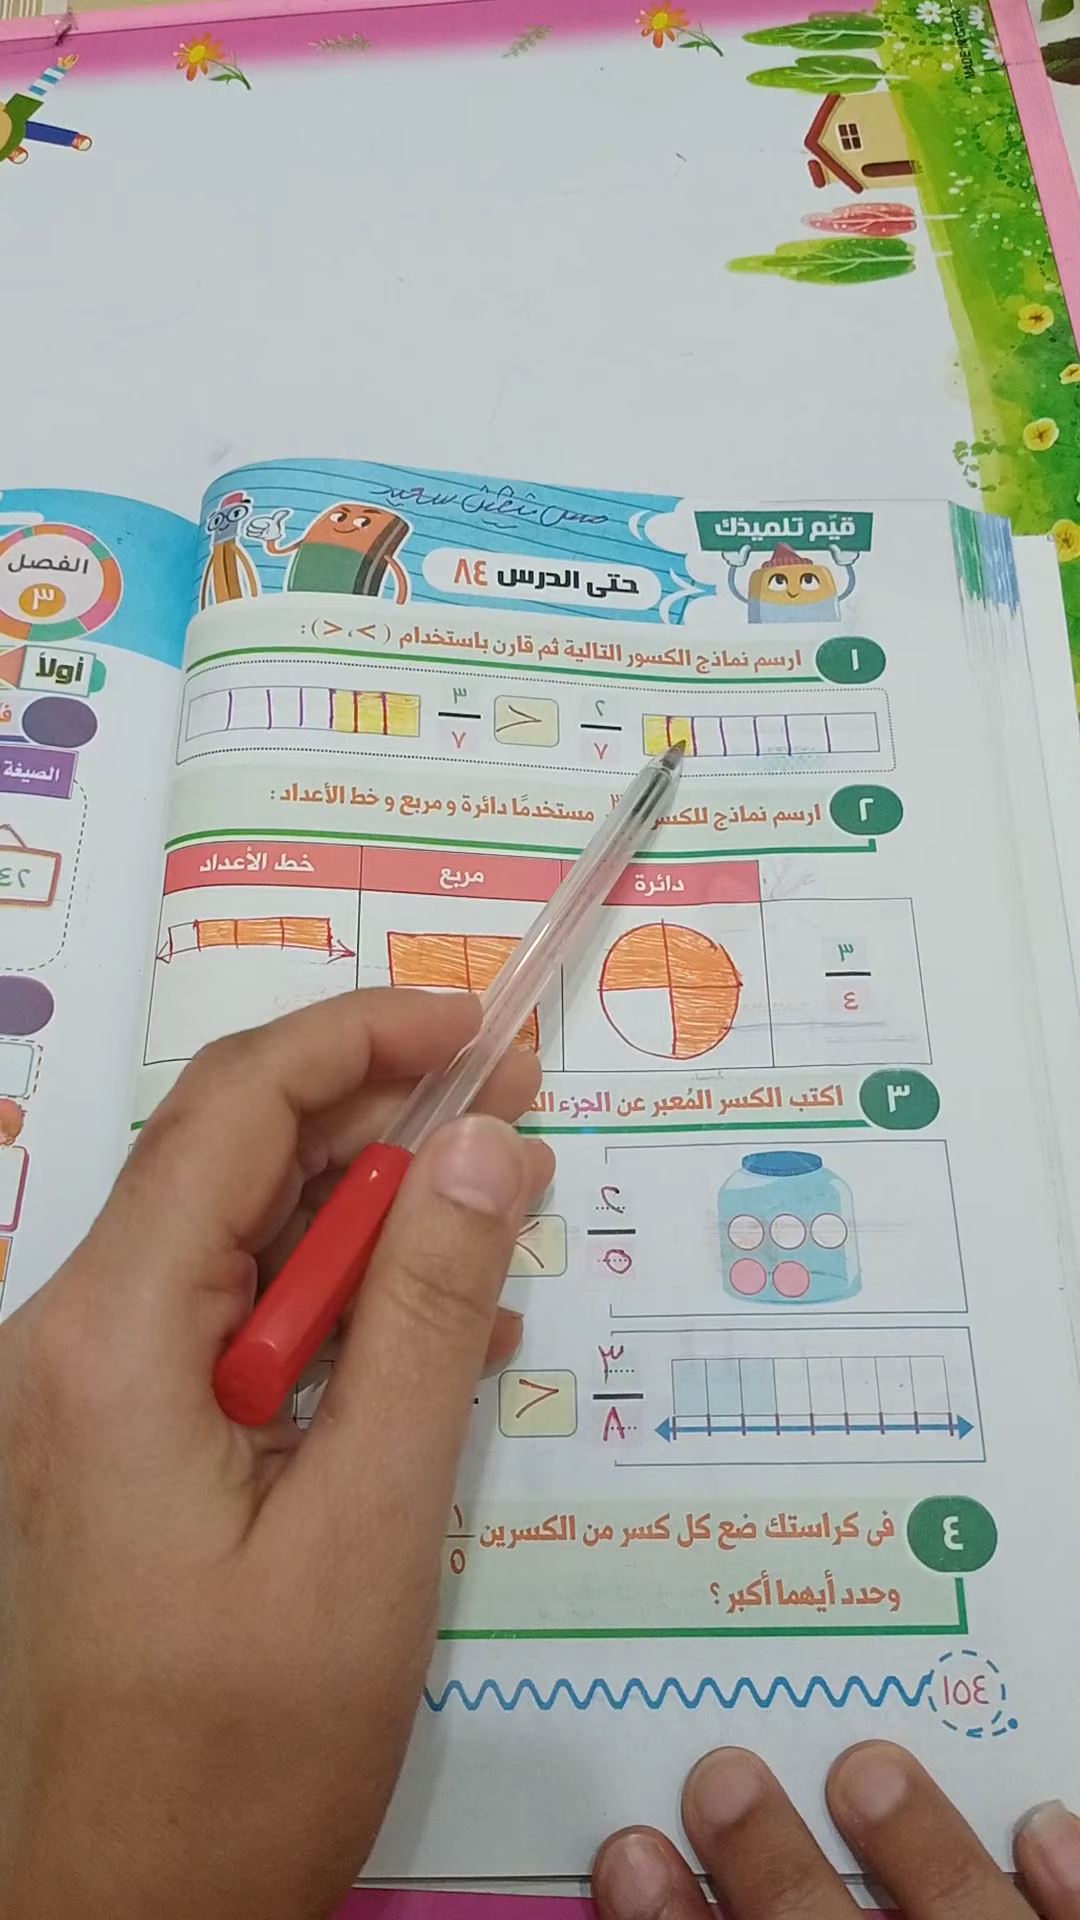 MADE IN CHINA
قيّم تلميذك
حتى الدرس ٨٤
١ ارسم نماذج الكسور التالية ثم قارن باستخدام ( > ، < ) :
٢/٧ > ٣/٧
٢ ارسم نماذج للكسر مستخدمًا دائرة و مربع و خط الأعداد :
دائرة مربع خط الأعداد
٣/٤
٣ اكتب الكسر المُعبر عن الجزء
٢/٥
٣/٨ >
٤ فى كراستك ضع كل كسر من الكسرين ١/٥
وحدد أيهما أكبر ؟
١٥٤
الفصل
٣
أولاً
الصيغة
٢٤